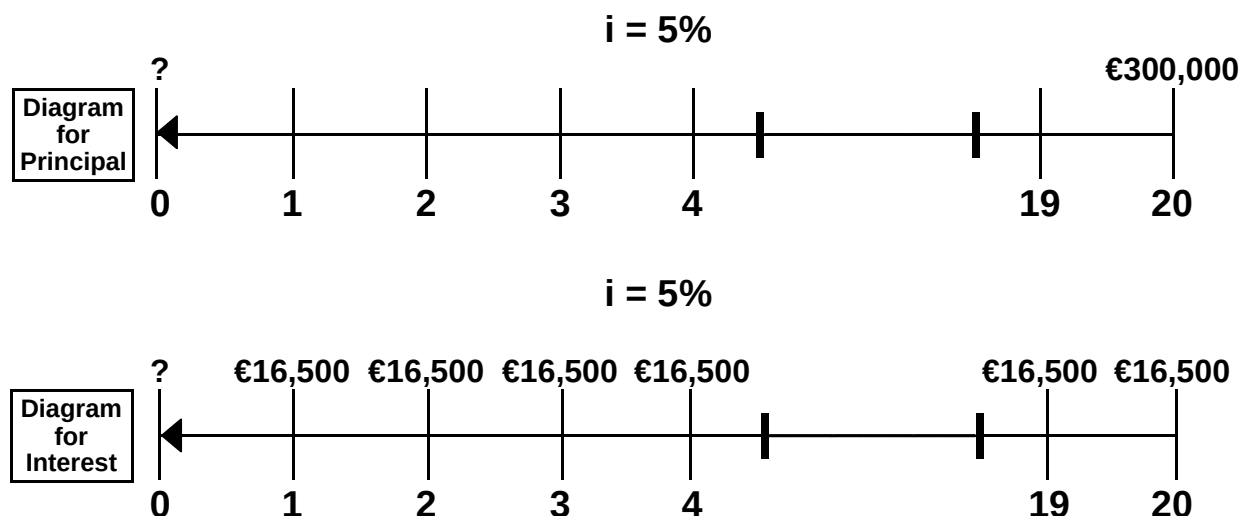 i = 5%
? €300,000
Diagram
for
Principal
0 1 2 3 4 19 20
i = 5%
? €16,500 €16,500 €16,500 €16,500 €16,500 €16,500
Diagram
for
Interest
0 1 2 3 4 19 20